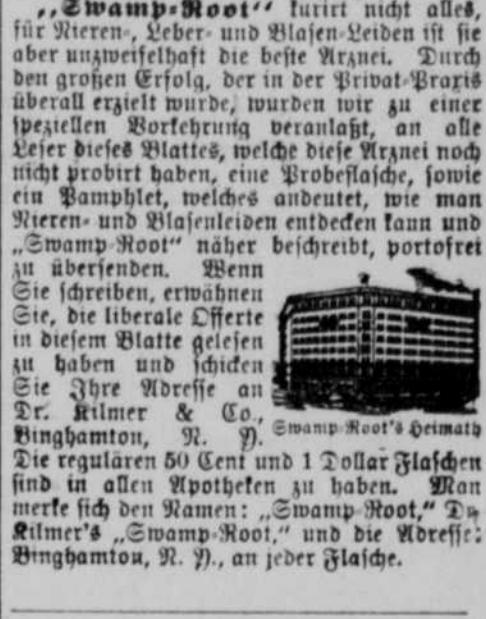 „Swamp-Root“ kurirt nicht alles,
für Nieren-, Leber- und Blasen-Leiden ist sie
aber unzweifelhaft die beste Arznei. Durch
den großen Erfolg, der in der Privat-Praxis
überall erzielt wurde, wurden wir zu einer
speziellen Vorkehrung veranlaßt, an alle
Leser dieses Blattes, welche diese Arznei noch
nicht probirt haben, eine Probeflasche, sowie
ein Pamphlet, welches andeutet, wie man
Nieren- und Blasenleiden entdecken kann und
„Swamp-Root“ näher beschreibt, portofrei
zu übersenden. Wenn
Sie schreiben, erwähnen
Sie, die liberale Offerte
in diesem Blatte gelesen
zu haben und schicken
Sie Ihre Adresse an
Dr. Kilmer & Co.,
Binghamton, N. Y.
Swamp-Root's Heimath
Die regulären 50 Cent und 1 Dollar Flaschen
sind in allen Apotheken zu haben. Man
merke sich den Namen: „Swamp-Root,“ Dr.
Kilmer's „Swamp-Root,“ und die Adresse:
Binghamton, N. Y., an jeder Flasche.